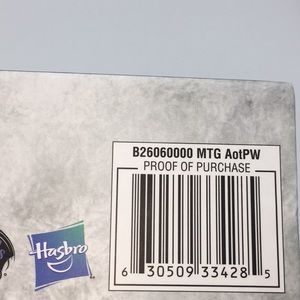 B26060000 MTG AotPW
PROOF OF PURCHASE
Hasbro
6 30509 33428 5